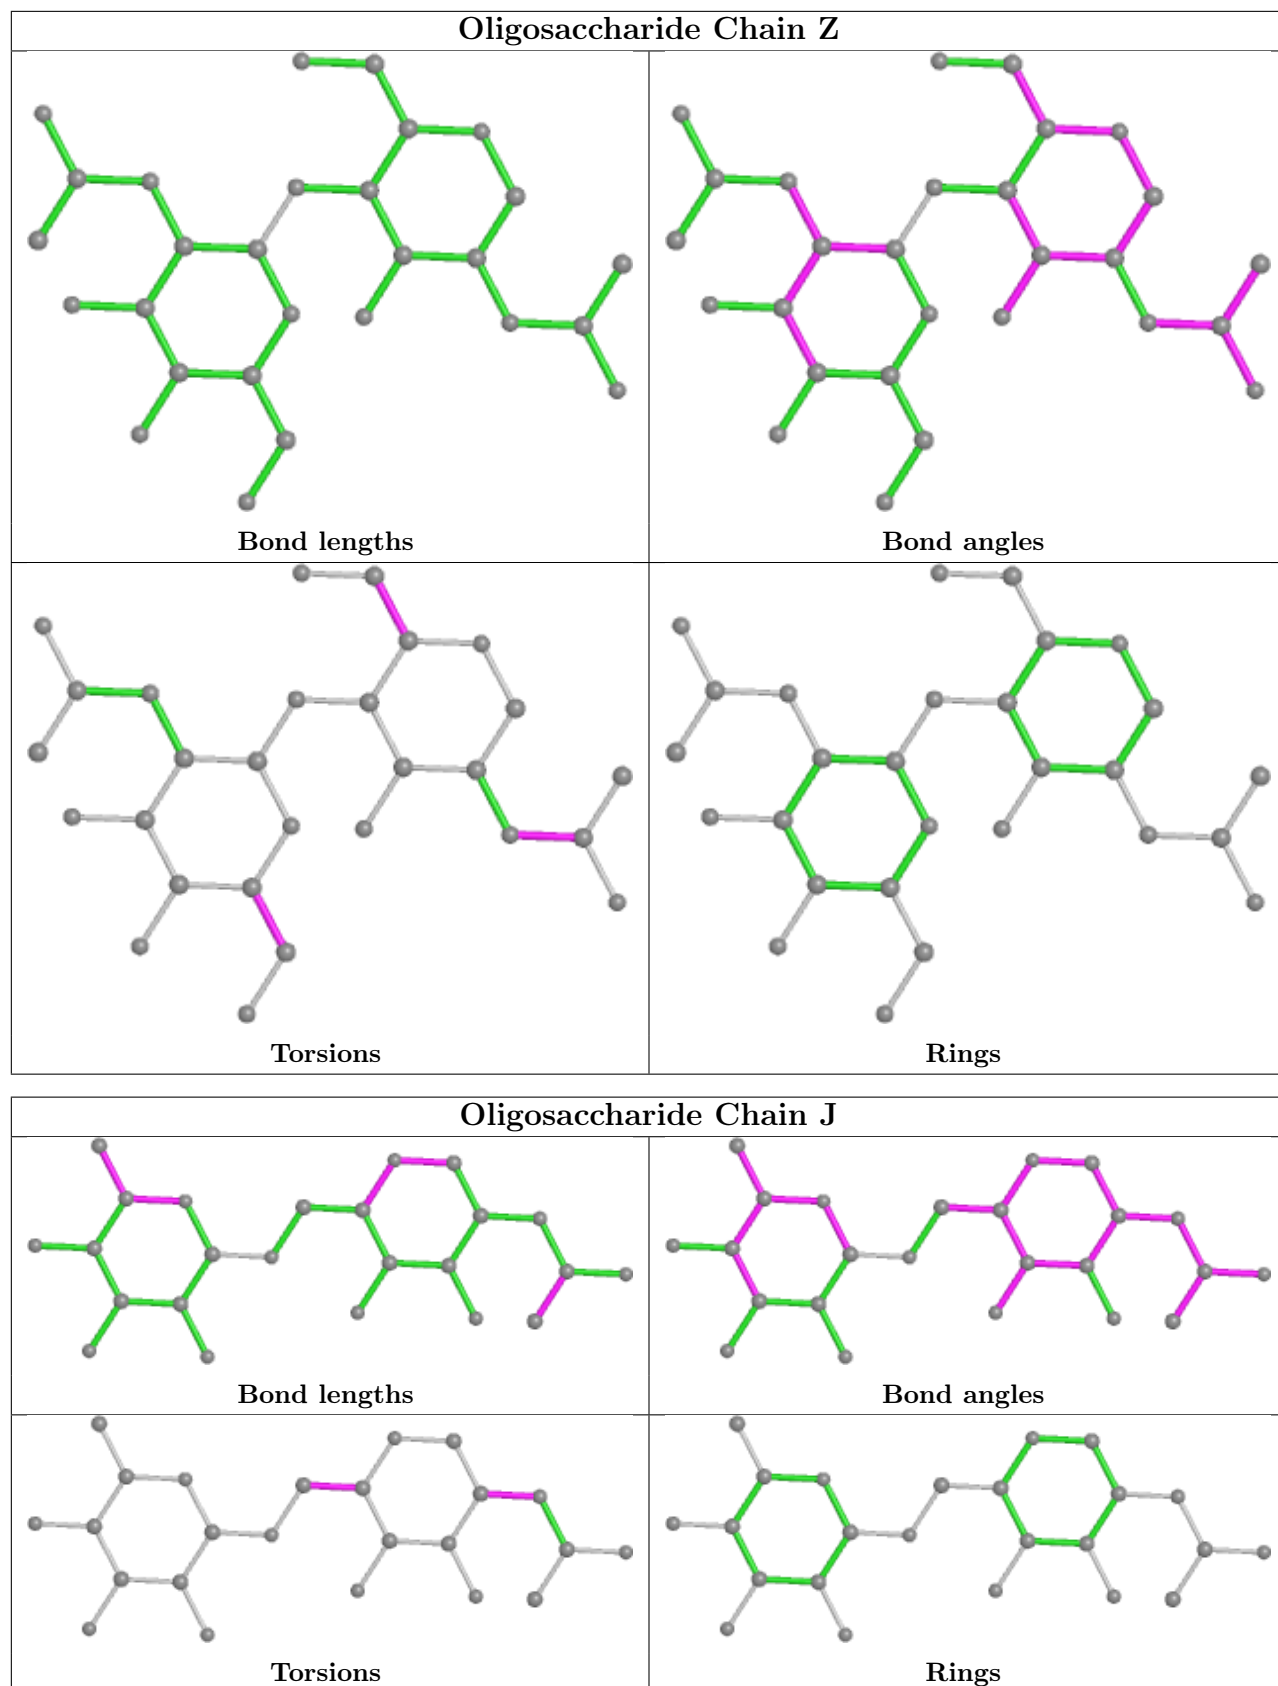 Oligosaccharide Chain Z
Bond lengths
Bond angles
Torsions
Rings
Oligosaccharide Chain J
Bond lengths
Bond angles
Torsions
Rings